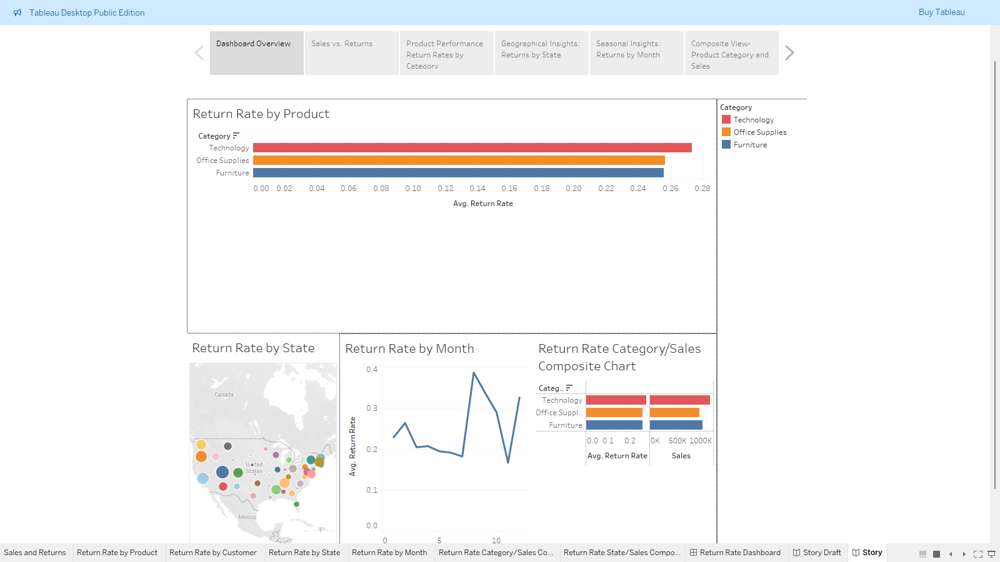 Tableau Desktop Public Edition
Buy Tableau
Dashboard Overview
Sales vs. Returns
Product Performance
Return Rates by
Category
Geographical Insights:
Returns by State
Seasonal Insights:
Returns by Month
Composite View-
Product Category and
Sales
Return Rate by Product
Category
Technology
Office Supplies
Furniture
0.00 0.02 0.04 0.06 0.08 0.10 0.12 0.14 0.16 0.18 0.20 0.22 0.24 0.26 0.28
Avg. Return Rate
Category
Technology
Office Supplies
Furniture
Return Rate by State
Canada
United
States
Mexico
Return Rate by Month
0.4
0.3
0.2
0.1
0.0
Avg. Return Rate
0 5 10
Return Rate Category/Sales
Composite Chart
Categ..
Technology
Office Suppl..
Furniture
0.0 0.1 0.2
0K 500K 1000K
Avg. Return Rate
Sales
Sales and Returns
Return Rate by Product
Return Rate by Customer
Return Rate by State
Return Rate by Month
Return Rate Category/Sales Co...
Return Rate State/Sales Compo...
Return Rate Dashboard
Story Draft
Story